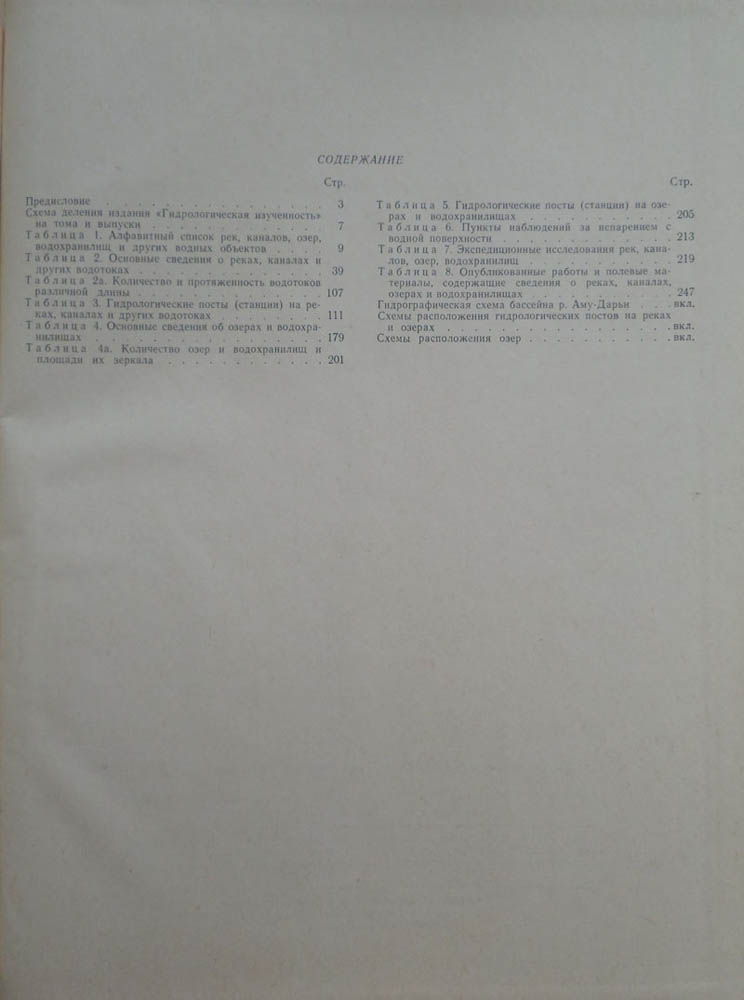 СОДЕРЖАНИЕ
Стр.
Предисловие . . . . . . . . . . . . . . . . 3
Схема деления издания «Гидрологическая изученность»
на тома и выпуски . . . . . . . . . . . . . 7
Таблица 1. Алфавитный список рек, каналов, озер,
водохранилищ и других водных объектов . . . . 9
Таблица 2. Основные сведения о реках, каналах и
других водотоках . . . . . . . . . . . . . . 39
Таблица 2а. Количество и протяженность водотоков
различной длины . . . . . . . . . . . . . . 107
Таблица 3. Гидрологические посты (станции) на ре-
ках, каналах и других водотоках . . . . . . . . 111
Таблица 4. Основные сведения об озерах и водохра-
нилищах . . . . . . . . . . . . . . . . . 179
Таблица 4а. Количество озер и водохранилищ и
площади их зеркала . . . . . . . . . . . . 201
Стр.
Таблица 5. Гидрологические посты (станции) на озе-
рах и водохранилищах . . . . . . . . . . . 205
Таблица 6. Пункты наблюдений за испарением с
водной поверхности . . . . . . . . . . . . . 213
Таблица 7. Экспедиционные исследования рек, кана-
лов, озер, водохранилищ . . . . . . . . . . 219
Таблица 8. Опубликованные работы и полевые ма-
териалы, содержащие сведения о реках, каналах,
озерах и водохранилищах . . . . . . . . . . 247
Гидрографическая схема бассейна р. Аму-Дарьи . . . вкл.
Схемы расположения гидрологических постов на реках
и озерах . . . . . . . . . . . . . . . . . вкл.
Схемы расположения озер . . . . . . . . . . . вкл.